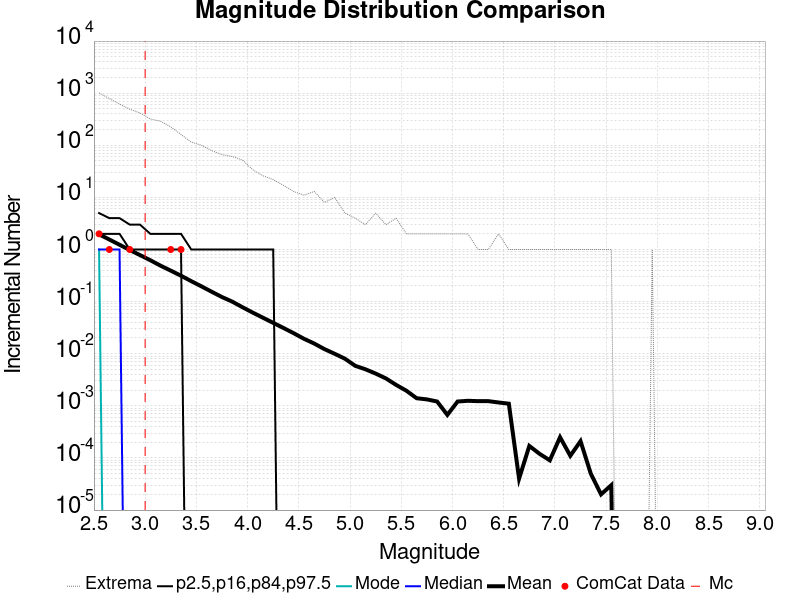 Magnitude Distribution Comparison
10^4
10^3
10^2
10^1
10^0
10^-1
10^-2
10^-3
10^-4
10^-5
Incremental Number
2.5 3.0 3.5 4.0 4.5 5.0 5.5 6.0 6.5 7.0 7.5 8.0 8.5 9.0
Magnitude
Extrema p2.5,p16,p84,p97.5 Mode Median Mean ComCat Data Mc